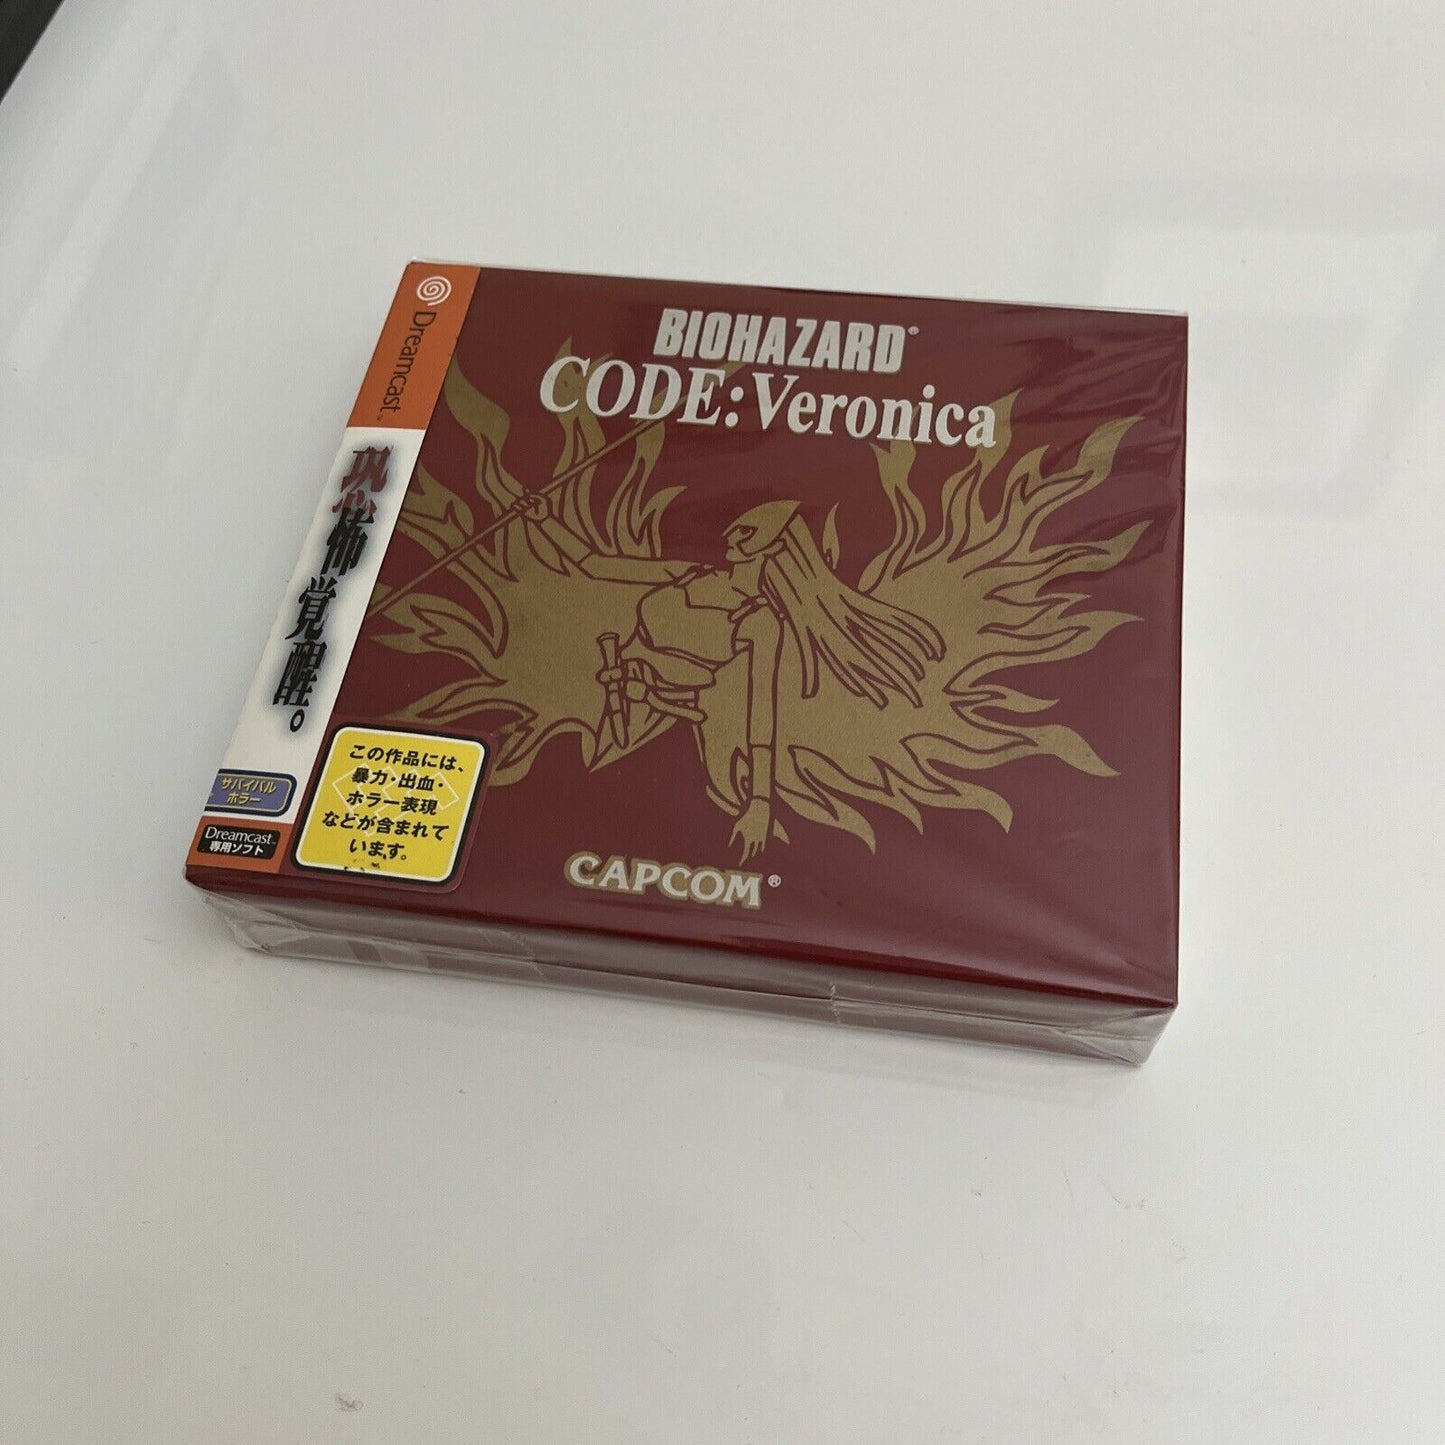 Dreamcast™
BIOHAZARD®
CODE:Veronica
恐怖覚醒。
この作品には、
暴力・出血・
ホラー表現
などが含まれて
います。
サバイバル
ホラー
Dreamcast™
専用ソフト
CAPCOM®